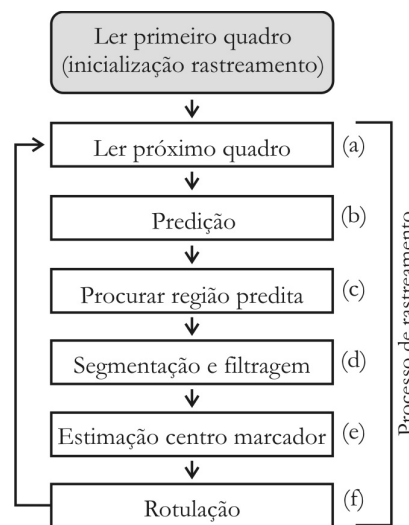 Ler primeiro quadro
(inicialização rastreamento)
Ler próximo quadro
(a)
Predição
(b)
Procurar região predita
(c)
Segmentação e filtragem
(d)
Estimação centro marcador
(e)
Rotulação
(f)
Processo de rastreamento